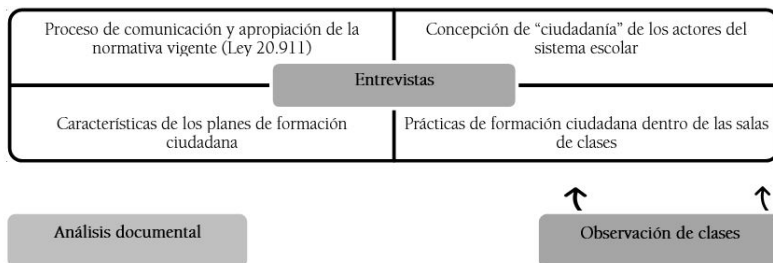 Proceso de comunicación y apropiación de la
normativa vigente (Ley 20.911)
Concepción de “ciudadanía” de los actores del
sistema escolar
Entrevistas
Características de los planes de formación
ciudadana
Prácticas de formación ciudadana dentro de las salas
de clases
Análisis documental
Observación de clases